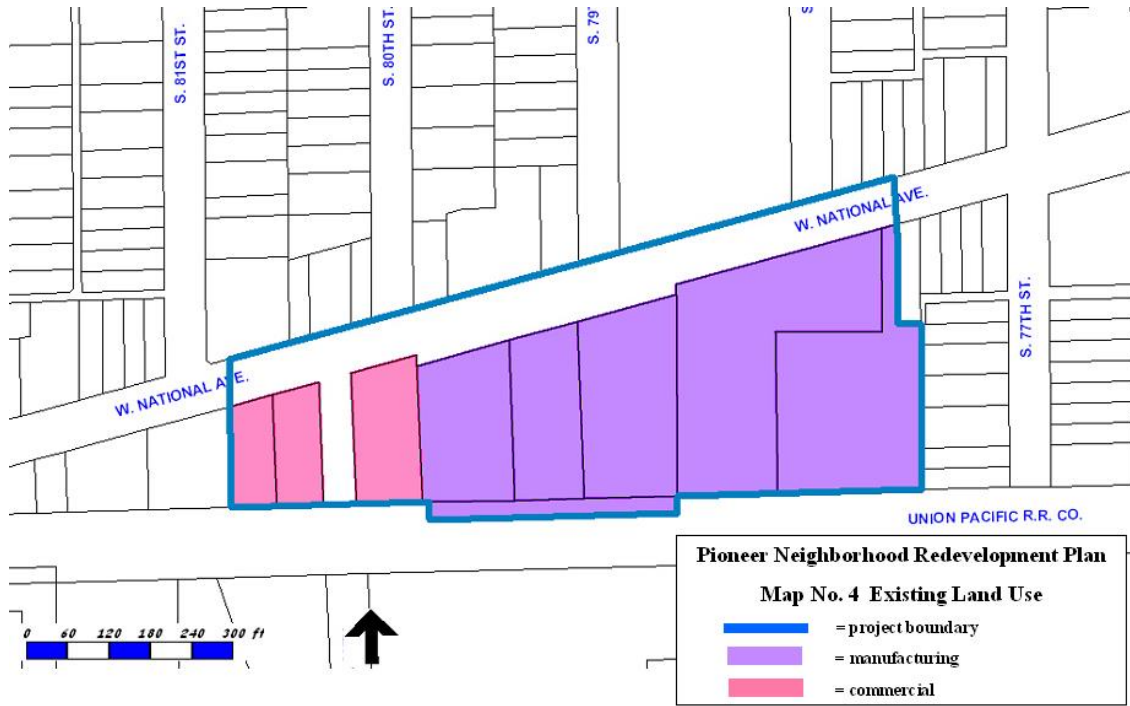 S. 81ST ST.
S. 80TH ST.
S. 79T
S
W. NATIONAL AVE.
W. NATIONAL AVE.
S. 77TH ST.
UNION PACIFIC R.R. CO.
Pioneer Neighborhood Redevelopment Plan
Map No. 4 Existing Land Use
= project boundary
= manufacturing
= commercial
0 60 120 180 240 300 ft